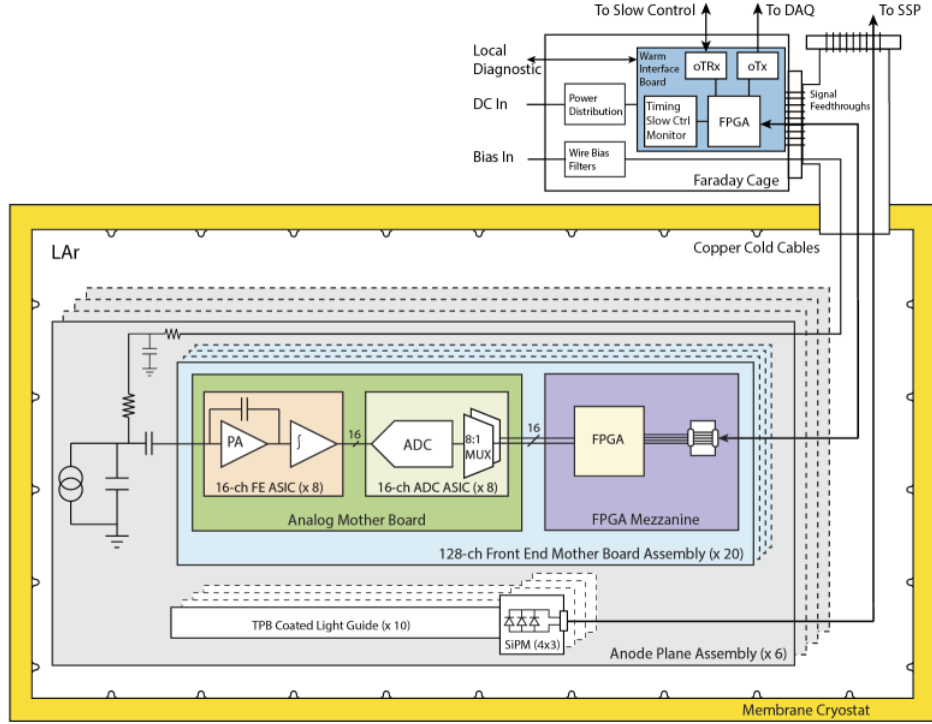 To Slow Control
To DAQ
To SSP
Local
Diagnostic
Warm
Interface
Board
oTRx
oTx
Signal
Feedthroughs
DC In
Power
Distribution
Timing
Slow Ctrl
Monitor
FPGA
Bias In
Wire Bias
Filters
Faraday Cage
LAr
Copper Cold Cables
PA
∫
16
ADC
8:1
MUX
16
FPGA
16-ch FE ASIC (x 8)
16-ch ADC ASIC (x 8)
Analog Mother Board
FPGA Mezzanine
128-ch Front End Mother Board Assembly (x 20)
TPB Coated Light Guide (x 10)
SiPM (4x3)
Anode Plane Assembly (x 6)
Membrane Cryostat